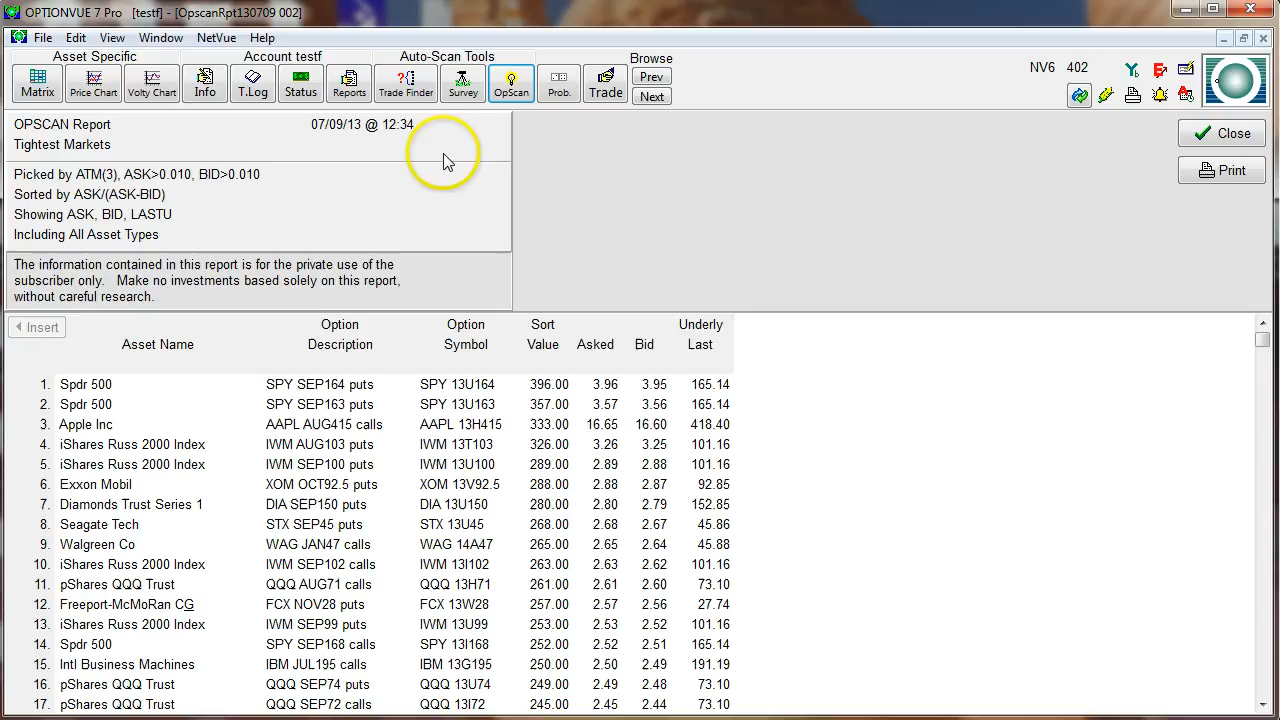 OPTIONVUE 7 Pro [testf] - [OpscanRpt130709 002]
File Edit View Window NetVue Help
Asset Specific Account testf Auto-Scan Tools Browse
Matrix Price Chart Volty Chart Info T.Log Status Reports Trade Finder Survey OpScan Prob. Trade Prev Next
NV6 402
OPSCAN Report 07/09/13 @ 12:34
Tightest Markets
Close
Print
Picked by ATM(3), ASK>0.010, BID>0.010
Sorted by ASK/(ASK-BID)
Showing ASK, BID, LASTU
Including All Asset Types
The information contained in this report is for the private use of the
subscriber only. Make no investments based solely on this report,
without careful research.
Insert
Option Option Sort Underly
Asset Name Description Symbol Value Asked Bid Last
1. Spdr 500 SPY SEP164 puts SPY 13U164 396.00 3.96 3.95 165.14
2. Spdr 500 SPY SEP163 puts SPY 13U163 357.00 3.57 3.56 165.14
3. Apple Inc AAPL AUG415 calls AAPL 13H415 333.00 16.65 16.60 418.40
4. iShares Russ 2000 Index IWM AUG103 puts IWM 13T103 326.00 3.26 3.25 101.16
5. iShares Russ 2000 Index IWM SEP100 puts IWM 13U100 289.00 2.89 2.88 101.16
6. Exxon Mobil XOM OCT92.5 puts XOM 13V92.5 288.00 2.88 2.87 92.85
7. Diamonds Trust Series 1 DIA SEP150 puts DIA 13U150 280.00 2.80 2.79 152.85
8. Seagate Tech STX SEP45 puts STX 13U45 268.00 2.68 2.67 45.86
9. Walgreen Co WAG JAN47 calls WAG 14A47 265.00 2.65 2.64 45.88
10. iShares Russ 2000 Index IWM SEP102 calls IWM 13I102 263.00 2.63 2.62 101.16
11. pShares QQQ Trust QQQ AUG71 calls QQQ 13H71 261.00 2.61 2.60 73.10
12. Freeport-McMoRan CG FCX NOV28 puts FCX 13W28 257.00 2.57 2.56 27.74
13. iShares Russ 2000 Index IWM SEP99 puts IWM 13U99 253.00 2.53 2.52 101.16
14. Spdr 500 SPY SEP168 calls SPY 13I168 252.00 2.52 2.51 165.14
15. Intl Business Machines IBM JUL195 calls IBM 13G195 250.00 2.50 2.49 191.19
16. pShares QQQ Trust QQQ SEP74 puts QQQ 13U74 249.00 2.49 2.48 73.10
17. pShares QQQ Trust QQQ SEP72 calls QQQ 13I72 245.00 2.45 2.44 73.10